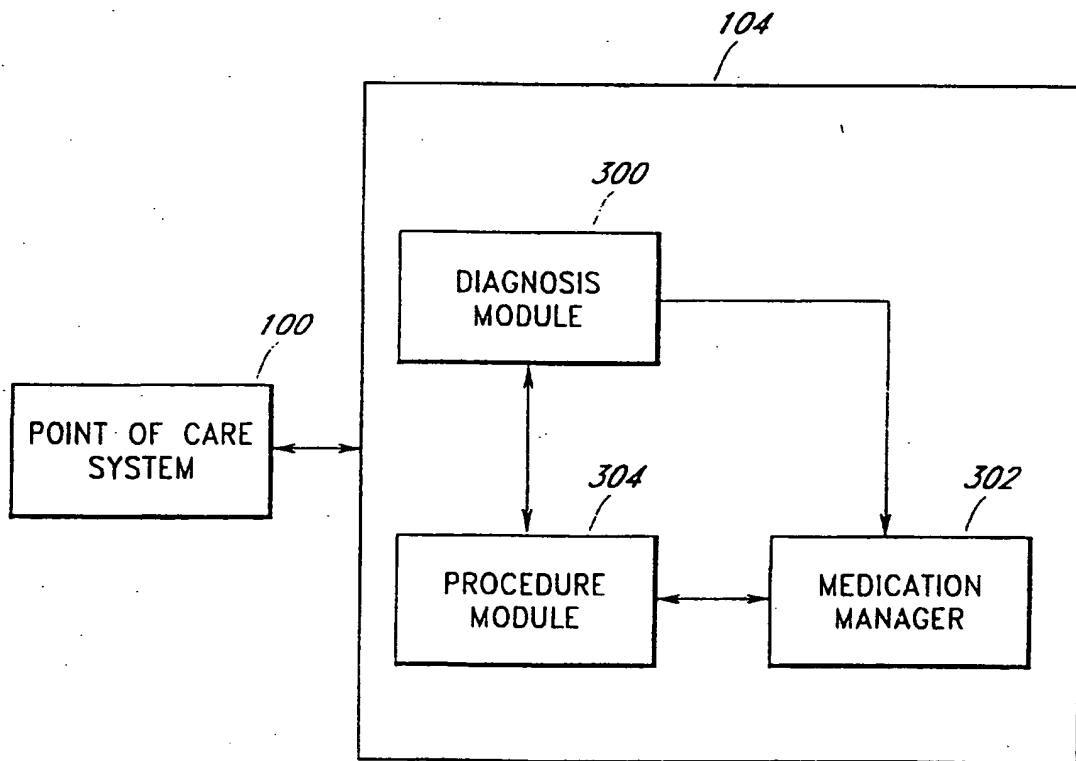 104
300
DIAGNOSIS
MODULE
100
POINT OF CARE
SYSTEM
304
PROCEDURE
MODULE
302
MEDICATION
MANAGER